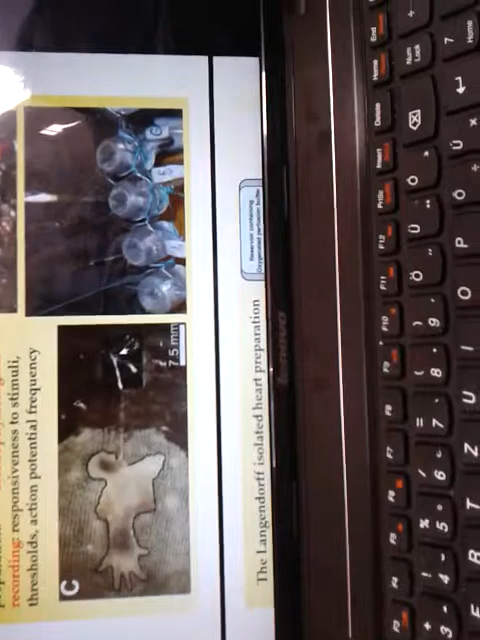 recording: responsiveness to stimuli,
thresholds, action potential frequency
C
7.5 mm
The Langendorff isolated heart preparation
Reservoir containing
Oxygenated perfusion buffer
lenovo
F4
F5
F6
F7
F8
F9
F10
F11
F12
PrtSc
Insert
Delete
Home
End
+
3
!
4 -
%
5 °
/
6
=
7
(
8
)
9
Ö
Ü
Ó
Num
Lock
R
T
Z
U
I
O
P
Ő
Ú
7
Home